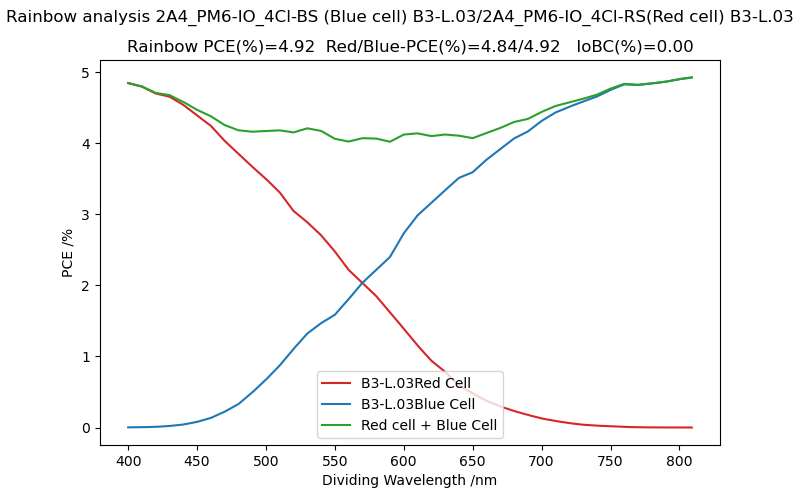 Rainbow analysis 2A4_PM6-IO_4Cl-BS (Blue cell) B3-L.03/2A4_PM6-IO_4Cl-RS(Red cell) B3-L.03
Rainbow PCE(%)=4.92  Red/Blue-PCE(%)=4.84/4.92   IoBC(%)=0.00
5
4
3
2
1
0
PCE /%
B3-L.03Red Cell
B3-L.03Blue Cell
Red cell + Blue Cell
400 450 500 550 600 650 700 750 800
Dividing Wavelength /nm